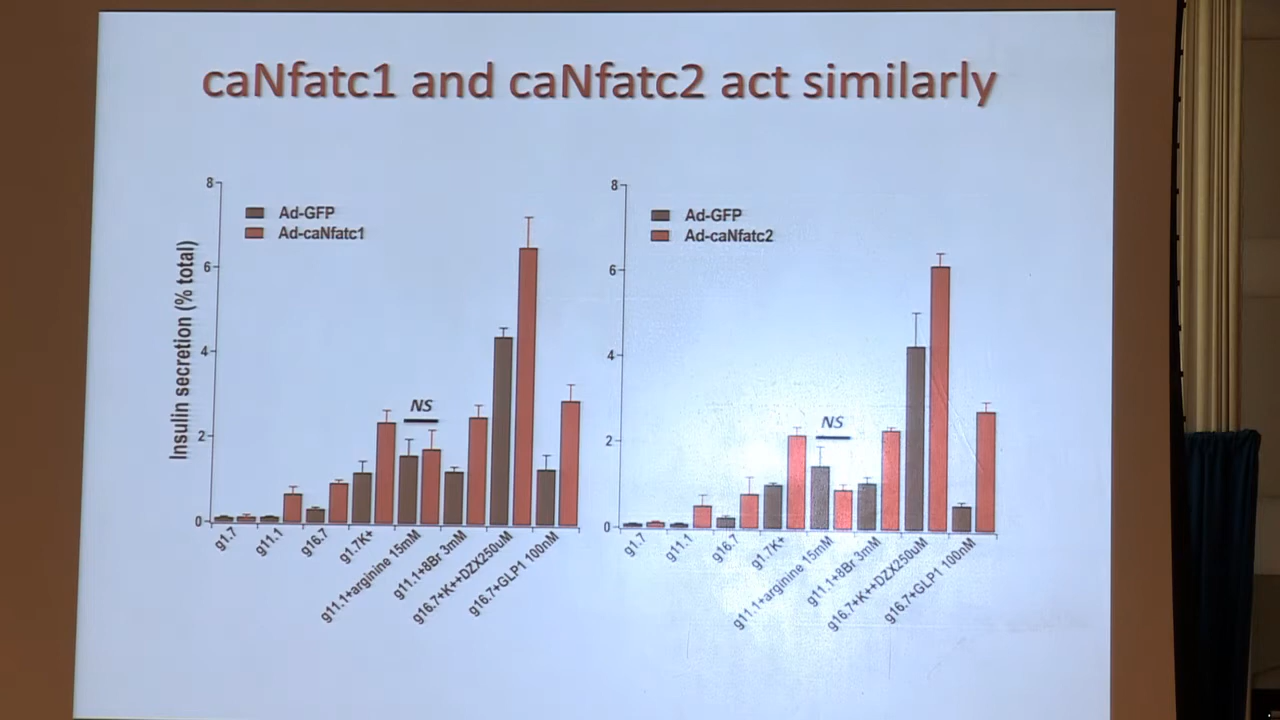 caNfatc1 and caNfatc2 act similarly
Insulin secretion (% total)
8
6
4
2
0
Ad-GFP
Ad-caNfatc1
NS
g1.7
g11.1
g16.7
g1.7K+
g11.1+arginine 15mM
g11.1+8Br 3mM
g16.7+K++DZX250uM
g16.7+GLP1 100nM
8
6
4
2
0
Ad-GFP
Ad-caNfatc2
NS
g1.7
g11.1
g16.7
g1.7K+
g11.1+arginine 15mM
g11.1+8Br 3mM
g16.7+K++DZX250uM
g16.7+GLP1 100nM